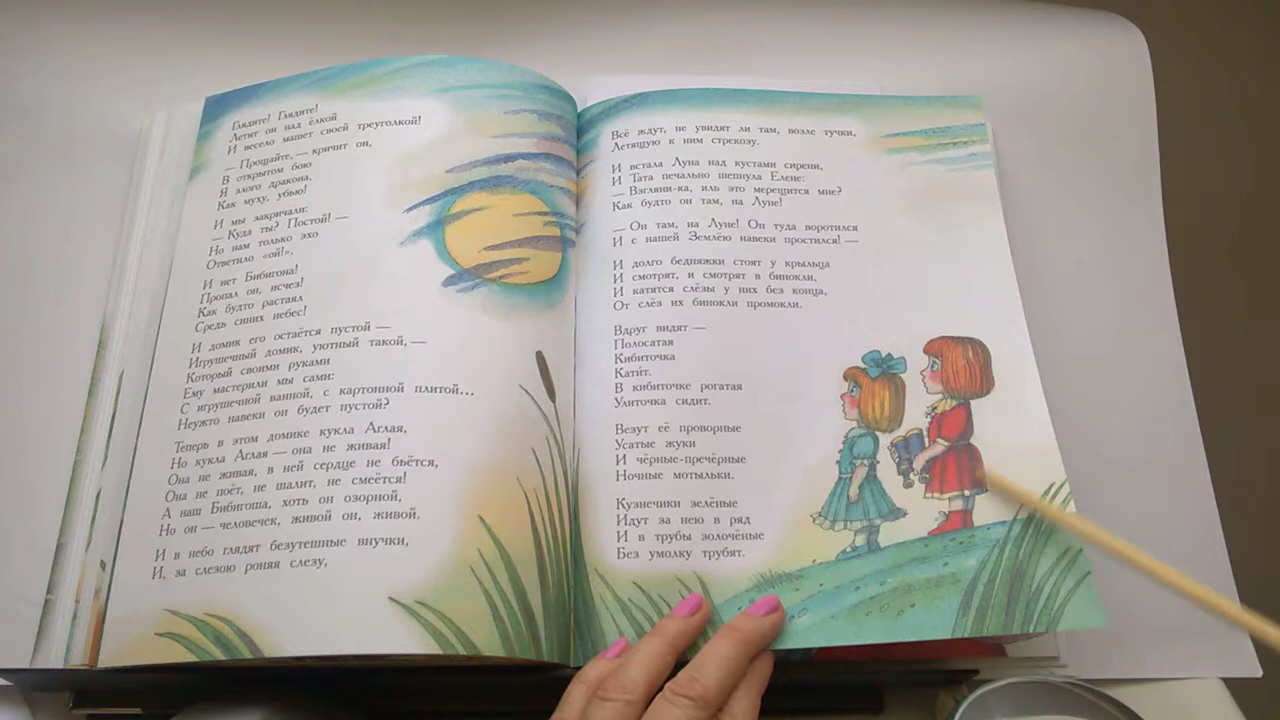 Глядите! Глядите!
Летит он над ёлкой
И весело машет своей треуголкой!
— Прощайте, — кричит он,
В открытом бою
Я злого дракона,
Как муху, убью!
И мы закричали:
— Куда ты? Постой! —
Но нам только эхо
Ответило «ой!».
И нет Бибигона!
Пропал он, исчез!
Как будто растаял
Средь синих небес!
И домик его остаётся пустой —
Игрушечный домик, уютный такой, —
Который своими руками
Ему мастерили мы сами:
С игрушечной ванной, с картонной плитой...
Неужто навеки он будет пустой?
Теперь в этом домике кукла Аглая,
Но кукла Аглая — она не живая!
Она не живая, в ней сердце не бьётся,
Она не поёт, не шалит, не смеётся!
А наш Бибигоша, хоть он озорной,
Но он — человечек, живой он, живой.
И в небо глядят безутешные внучки,
И, за слезою роняя слезу,
Всё ждут, не увидят ли там, возле тучки,
Летящую к ним стрекозу.
И встала Луна над кустами сирени,
И Тата печально шепнула Елене:
— Взгляни-ка, иль это мерещится мне?
Как будто он там, на Луне!
— Он там, на Луне! Он туда воротился
И с нашей Землёю навеки простился! —
И долго бедняжки стоят у крыльца
И смотрят, и смотрят в бинокли,
И катятся слёзы у них без конца,
От слёз их бинокли промокли.
Вдруг видят —
Полосатая
Кибиточка
Кати́т.
В кибиточке рогатая
Улиточка сидит.
Везут её проворные
Усатые жуки
И чёрные-пречёрные
Ночные мотыльки.
Кузнечики зелёные
Идут за нею в ряд
И в трубы золочёные
Без умолку трубят.